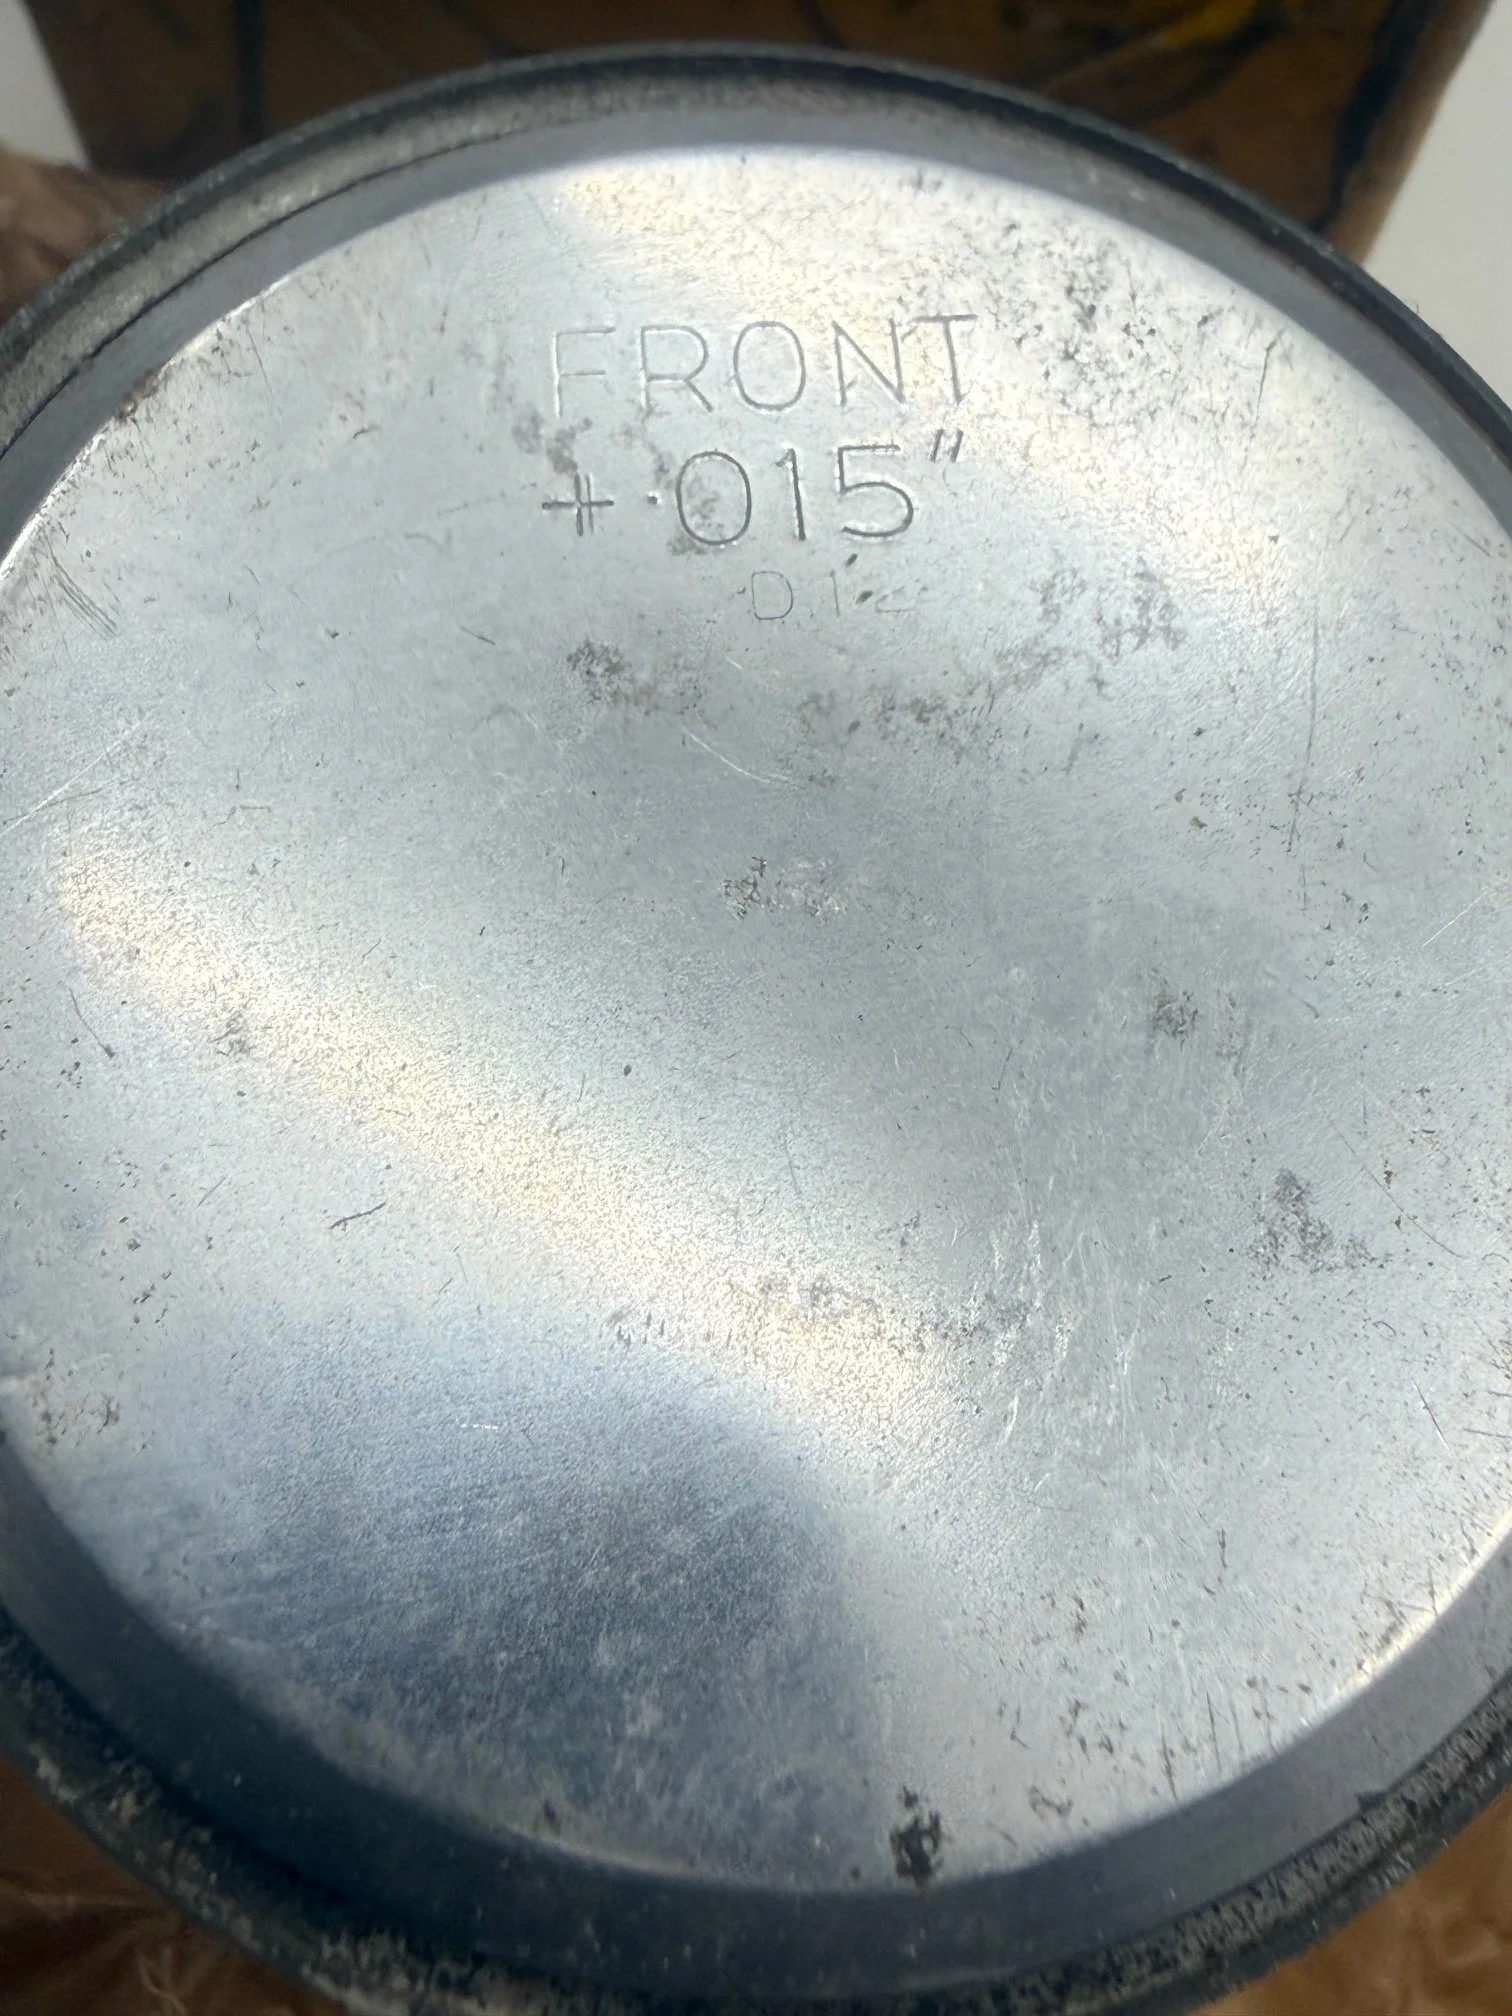 FRONT
+ ·015"